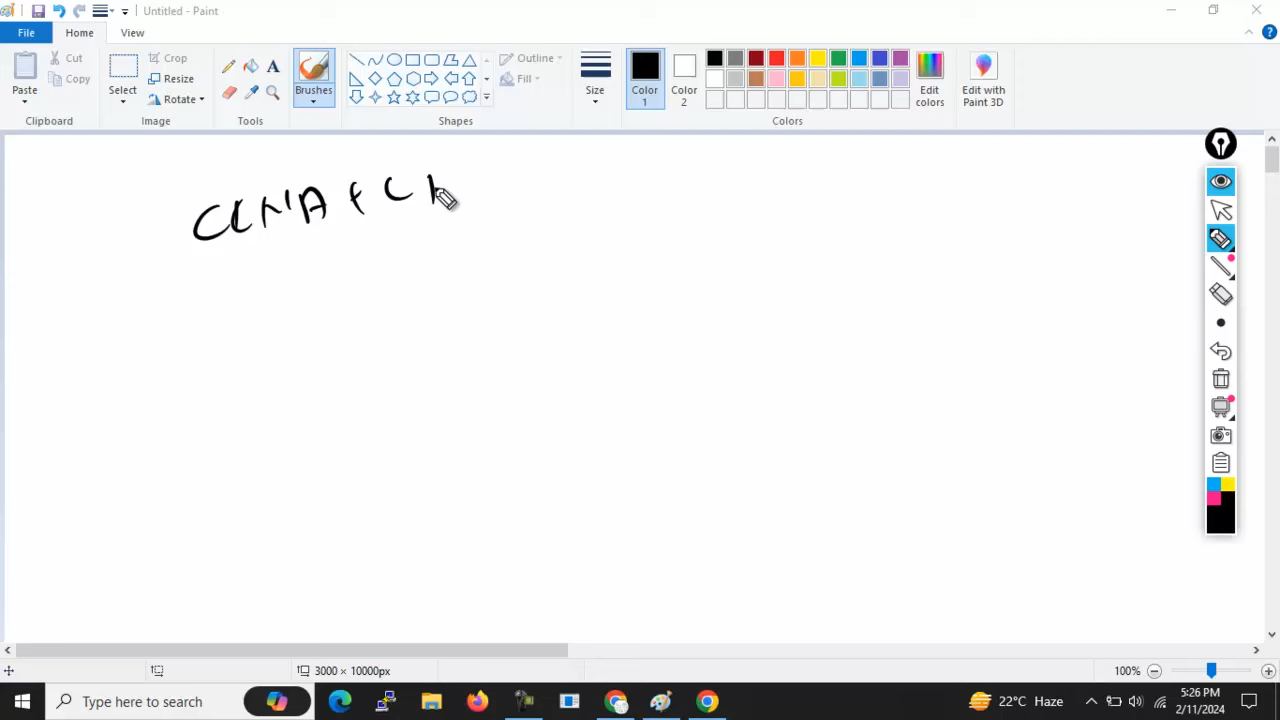 Untitled - Paint
File Home View
Cut
Copy
Paste
Clipboard
Crop
Resize
Rotate
Select
Image
Tools
Brushes
Outline
Fill
Shapes
Size
Color 1
Color 2
Edit colors
Colors
Edit with Paint 3D
CCNA + C
3000 × 10000px
100%
Type here to search
22°C Haze
5:26 PM
2/11/2024